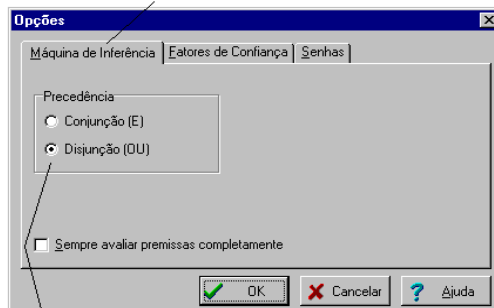 Opções
Máquina de Inferência Fatores de Confiança Senhas
Precedência
Conjunção (E)
Disjunção (OU)
Sempre avaliar premissas completamente
OK Cancelar Ajuda